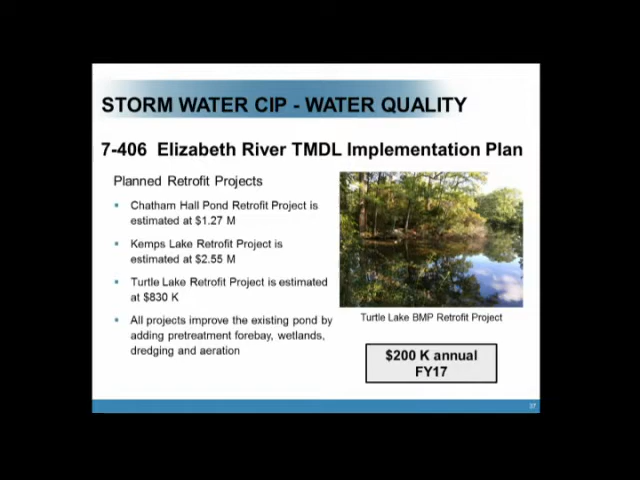 STORM WATER CIP - WATER QUALITY
7-406 Elizabeth River TMDL Implementation Plan
Planned Retrofit Projects
Chatham Hall Pond Retrofit Project is
estimated at $1.27 M
Kemps Lake Retrofit Project is
estimated at $2.55 M
Turtle Lake Retrofit Project is estimated
at $830 K
All projects improve the existing pond by
adding pretreatment forebay, wetlands,
dredging and aeration
Turtle Lake BMP Retrofit Project
$200 K annual
FY17
37